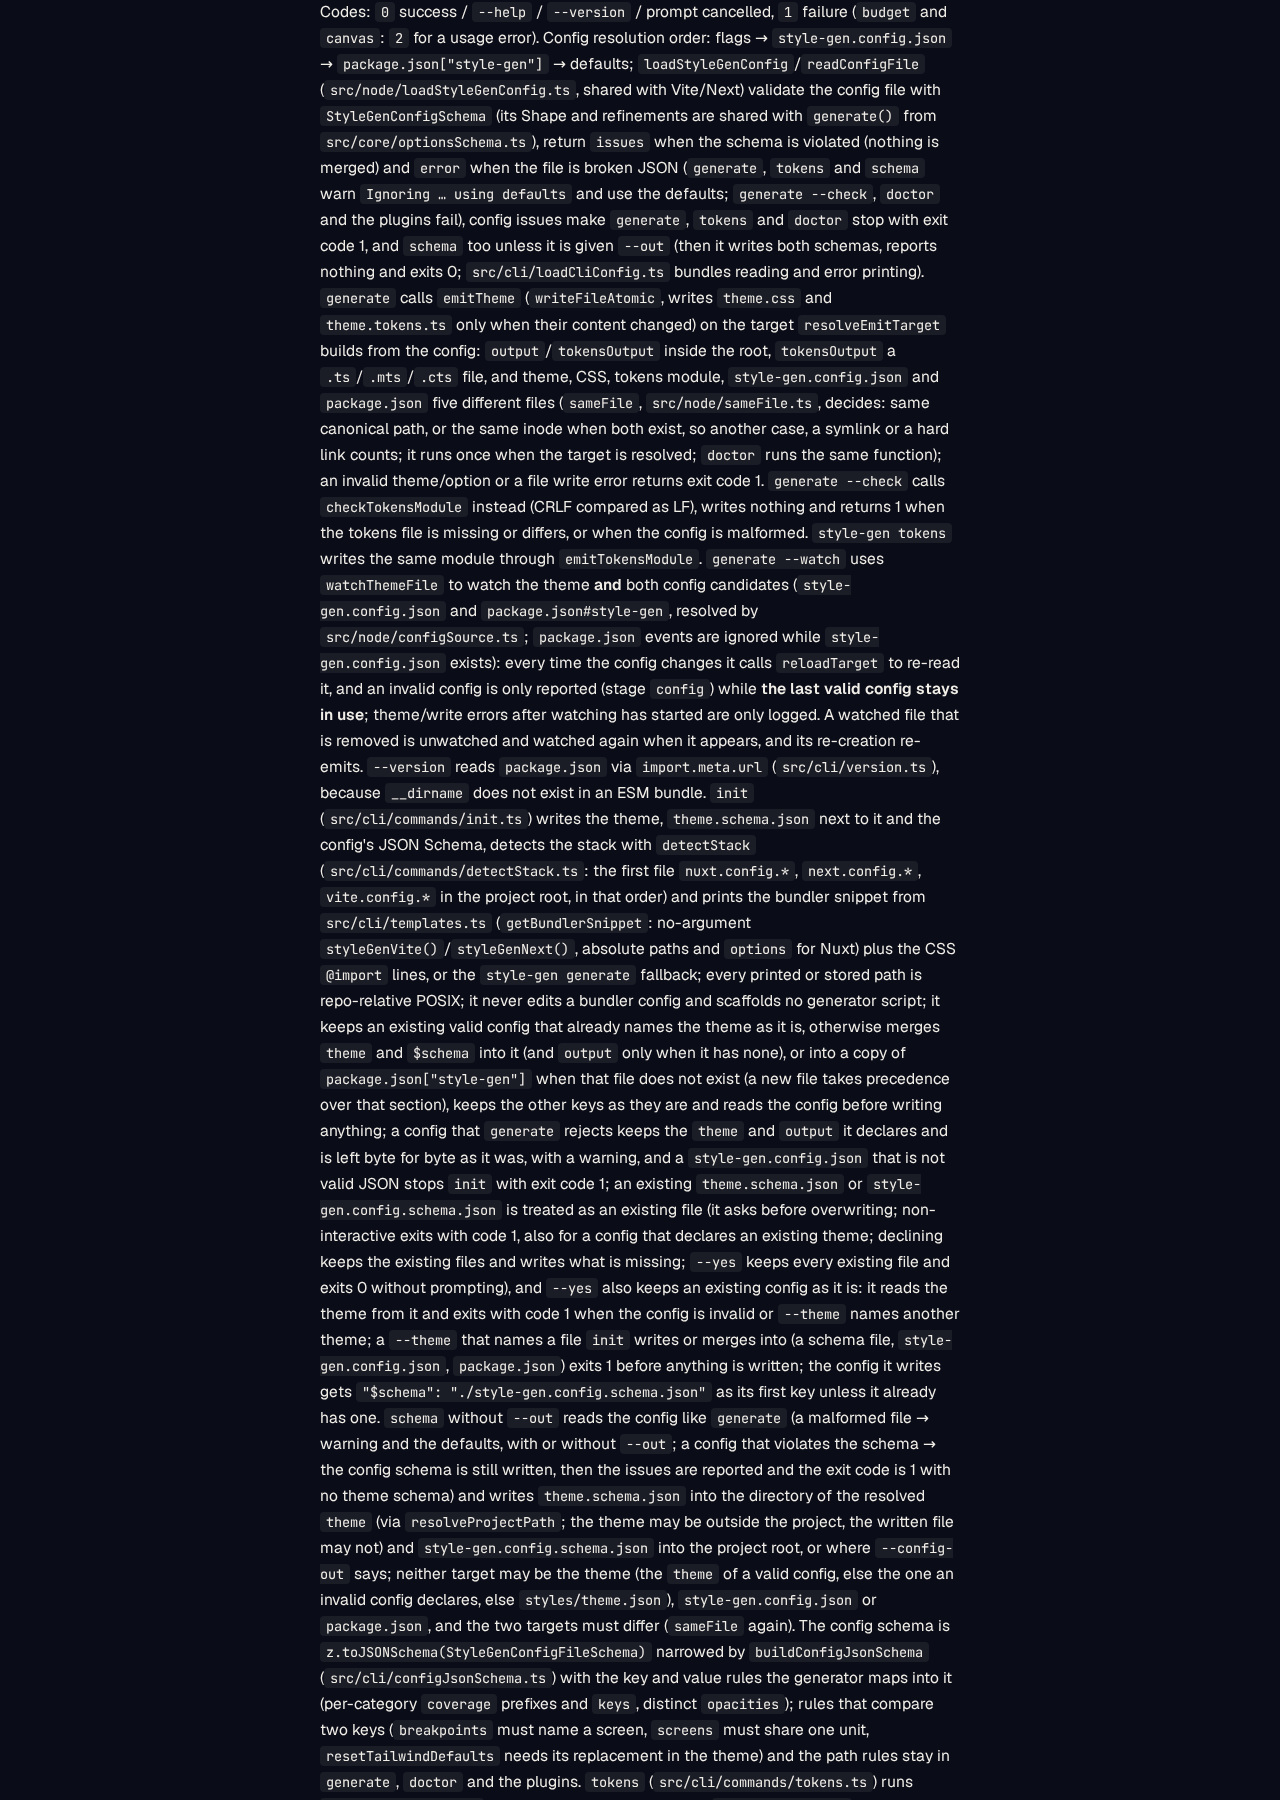 Codes: 0 success / --help / --version / prompt cancelled, 1 failure ( budget and
canvas : 2 for a usage error). Config resolution order: flags → style-gen.config.json
→ package.json["style-gen"] → defaults; loadStyleGenConfig / readConfigFile
( src/node/loadStyleGenConfig.ts , shared with Vite/Next) validate the config file with
StyleGenConfigSchema (its Shape and refinements are shared with generate() from
src/core/optionsSchema.ts ), return issues when the schema is violated (nothing is
merged) and error when the file is broken JSON ( generate , tokens and schema
warn Ignoring … using defaults and use the defaults; generate --check , doctor
and the plugins fail), config issues make generate , tokens and doctor stop with exit
code 1, and schema too unless it is given --out (then it writes both schemas, reports
nothing and exits 0; src/cli/loadCliConfig.ts bundles reading and error printing).
generate calls emitTheme ( writeFileAtomic , writes theme.css and
theme.tokens.ts only when their content changed) on the target resolveEmitTarget
builds from the config: output / tokensOutput inside the root, tokensOutput a
.ts / .mts / .cts file, and theme, CSS, tokens module, style-gen.config.json and
package.json five different files ( sameFile , src/node/sameFile.ts , decides: same
canonical path, or the same inode when both exist, so another case, a symlink or a hard
link counts; it runs once when the target is resolved; doctor runs the same function);
an invalid theme/option or a file write error returns exit code 1. generate --check calls
checkTokensModule instead (CRLF compared as LF), writes nothing and returns 1 when
the tokens file is missing or differs, or when the config is malformed. style-gen tokens
writes the same module through emitTokensModule . generate --watch uses
watchThemeFile to watch the theme and both config candidates ( style-
gen.config.json and package.json#style-gen , resolved by
src/node/configSource.ts ; package.json events are ignored while style-
gen.config.json exists): every time the config changes it calls reloadTarget to re-read
it, and an invalid config is only reported (stage config ) while the last valid config stays
in use; theme/write errors after watching has started are only logged. A watched file that
is removed is unwatched and watched again when it appears, and its re-creation re-
emits. --version reads package.json via import.meta.url ( src/cli/version.ts ),
because __dirname does not exist in an ESM bundle. init
( src/cli/commands/init.ts ) writes the theme, theme.schema.json next to it and the
config's JSON Schema, detects the stack with detectStack
( src/cli/commands/detectStack.ts : the first file nuxt.config.* , next.config.* ,
vite.config.* in the project root, in that order) and prints the bundler snippet from
src/cli/templates.ts ( getBundlerSnippet : no-argument
styleGenVite() / styleGenNext() , absolute paths and options for Nuxt) plus the CSS
@import lines, or the style-gen generate fallback; every printed or stored path is
repo-relative POSIX; it never edits a bundler config and scaffolds no generator script; it
keeps an existing valid config that already names the theme as it is, otherwise merges
theme and $schema into it (and output only when it has none), or into a copy of
package.json["style-gen"] when that file does not exist (a new file takes precedence
over that section), keeps the other keys as they are and reads the config before writing
anything; a config that generate rejects keeps the theme and output it declares and
is left byte for byte as it was, with a warning, and a style-gen.config.json that is not
valid JSON stops init with exit code 1; an existing theme.schema.json or style-
gen.config.schema.json is treated as an existing file (it asks before overwriting; non-
interactive exits with code 1, also for a config that declares an existing theme; declining
keeps the existing files and writes what is missing; --yes keeps every existing file and
exits 0 without prompting), and --yes also keeps an existing config as it is: it reads the
theme from it and exits with code 1 when the config is invalid or --theme names another
theme; a --theme that names a file init writes or merges into (a schema file, style-
gen.config.json , package.json ) exits 1 before anything is written; the config it writes
gets "$schema": "./style-gen.config.schema.json" as its first key unless it already
has one. schema without --out reads the config like generate (a malformed file →
warning and the defaults, with or without --out ; a config that violates the schema →
the config schema is still written, then the issues are reported and the exit code is 1 with
no theme schema) and writes theme.schema.json into the directory of the resolved
theme (via resolveProjectPath ; the theme may be outside the project, the written file
may not) and style-gen.config.schema.json into the project root, or where --config-
out says; neither target may be the theme (the theme of a valid config, else the one an
invalid config declares, else styles/theme.json ), style-gen.config.json or
package.json , and the two targets must differ ( sameFile again). The config schema is
z.toJSONSchema(StyleGenConfigFileSchema) narrowed by buildConfigJsonSchema
( src/cli/configJsonSchema.ts ) with the key and value rules the generator maps into it
(per-category coverage prefixes and keys , distinct opacities ); rules that compare
two keys ( breakpoints must name a screen, screens must share one unit,
resetTailwindDefaults needs its replacement in the theme) and the path rules stay in
generate , doctor and the plugins. tokens ( src/cli/commands/tokens.ts ) runs